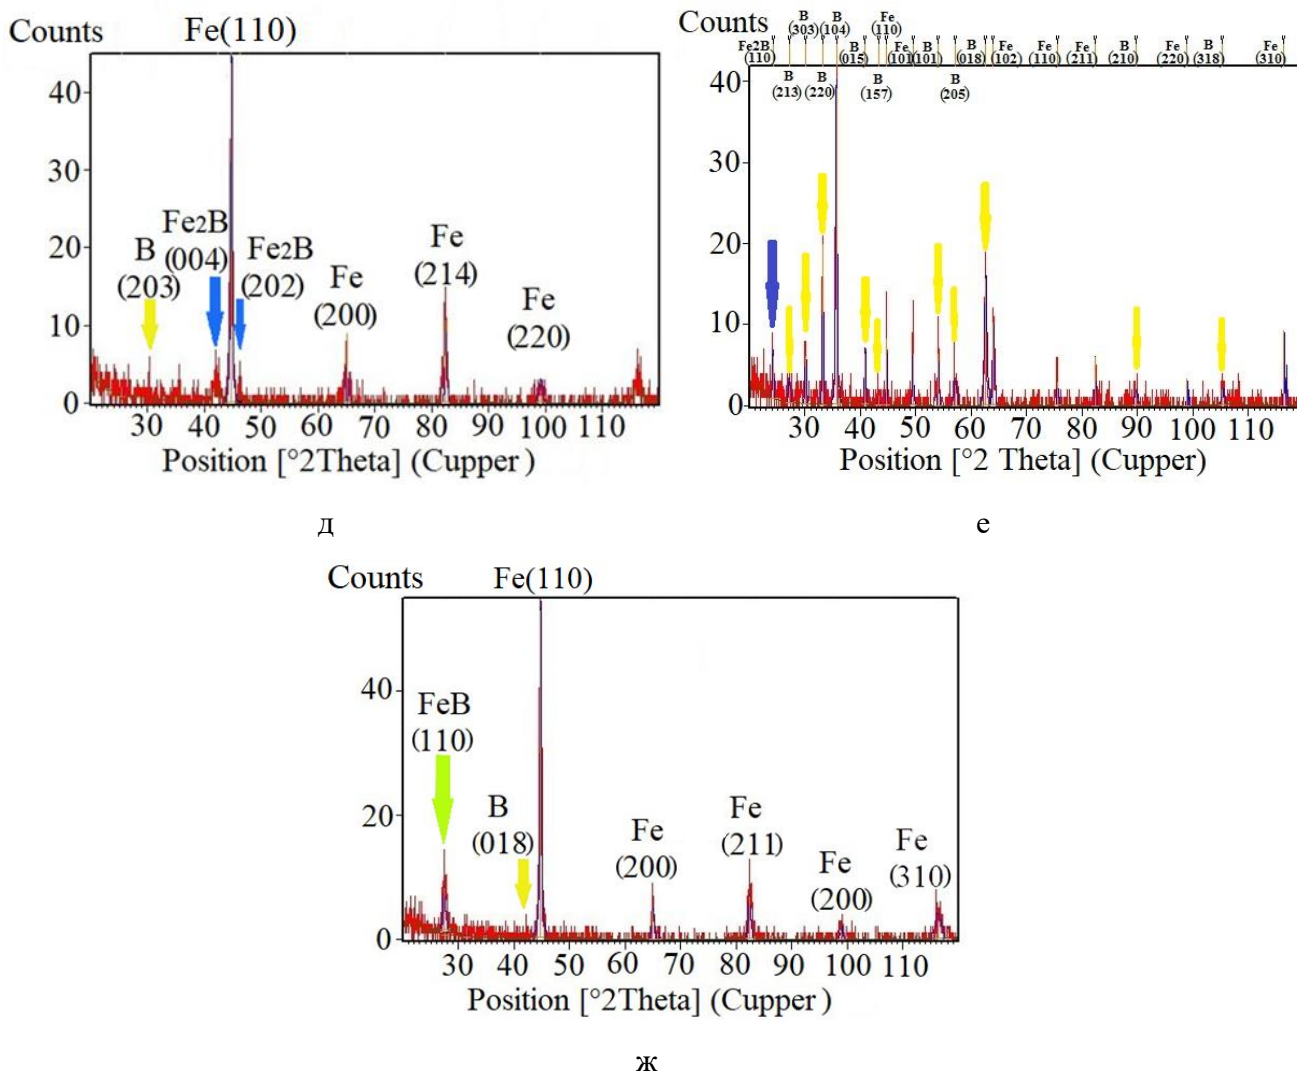 Counts
Fe(110)
40
30
20
10
0
B
(203)
Fe2B
(004)
Fe2B
(202)
Fe
(200)
Fe
(214)
Fe
(220)
30 40 50 60 70 80 90 100 110
Position [°2Theta] (Cupper )
д
Counts
B
(303)
B
(104)
Fe
(110)
Fe2B
(110)
B
(015)
Fe
(101)
B
(101)
B
(018)
Fe
(102)
Fe
(110)
Fe
(211)
B
(210)
Fe
(220)
B
(318)
Fe
(310)
B
(213)
B
(220)
B
(157)
B
(205)
40
30
20
10
0
30 40 50 60 70 80 90 100 110
Position [°2 Theta] (Cupper)
е
Counts
Fe(110)
40
20
0
FeB
(110)
B
(018)
Fe
(200)
Fe
(211)
Fe
(200)
Fe
(310)
30 40 50 60 70 80 90 100 110
Position [°2Theta] (Cupper )
ж